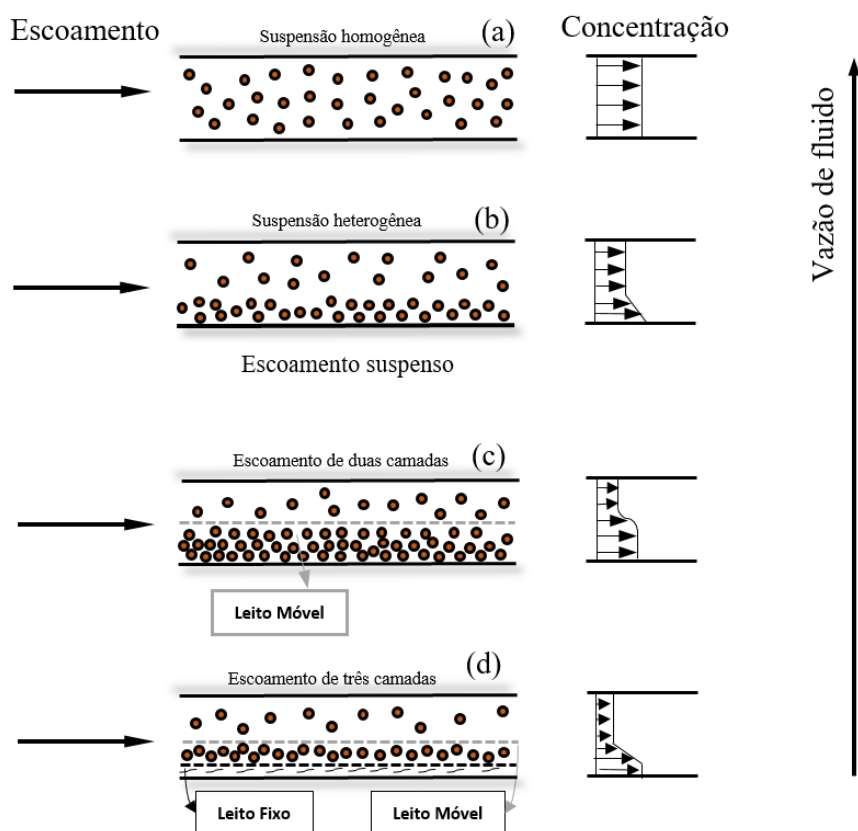 Escoamento
Suspensão homogênea
(a)
Concentração
Vazão de fluido
Suspensão heterogênea
(b)
Escoamento suspenso
Escoamento de duas camadas
(c)
Leito Móvel
Escoamento de três camadas
(d)
Leito Fixo
Leito Móvel